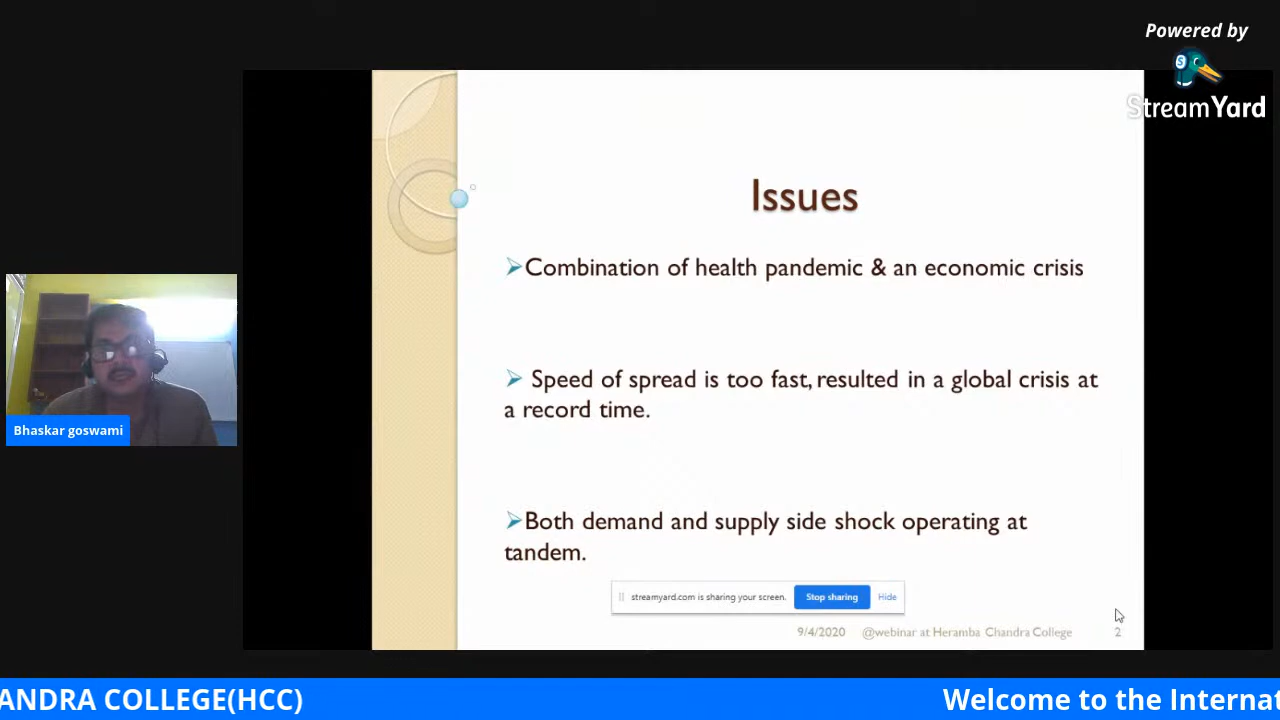 Powered by
StreamYard
Issues
➢Combination of health pandemic & an economic crisis
➢ Speed of spread is too fast, resulted in a global crisis at
a record time.
➢Both demand and supply side shock operating at
tandem.
streamyard.com is sharing your screen.
Stop sharing
Hide
9/4/2020
@webinar at Heramba Chandra College
2
Bhaskar goswami
ANDRA COLLEGE(HCC)
Welcome to the Internat